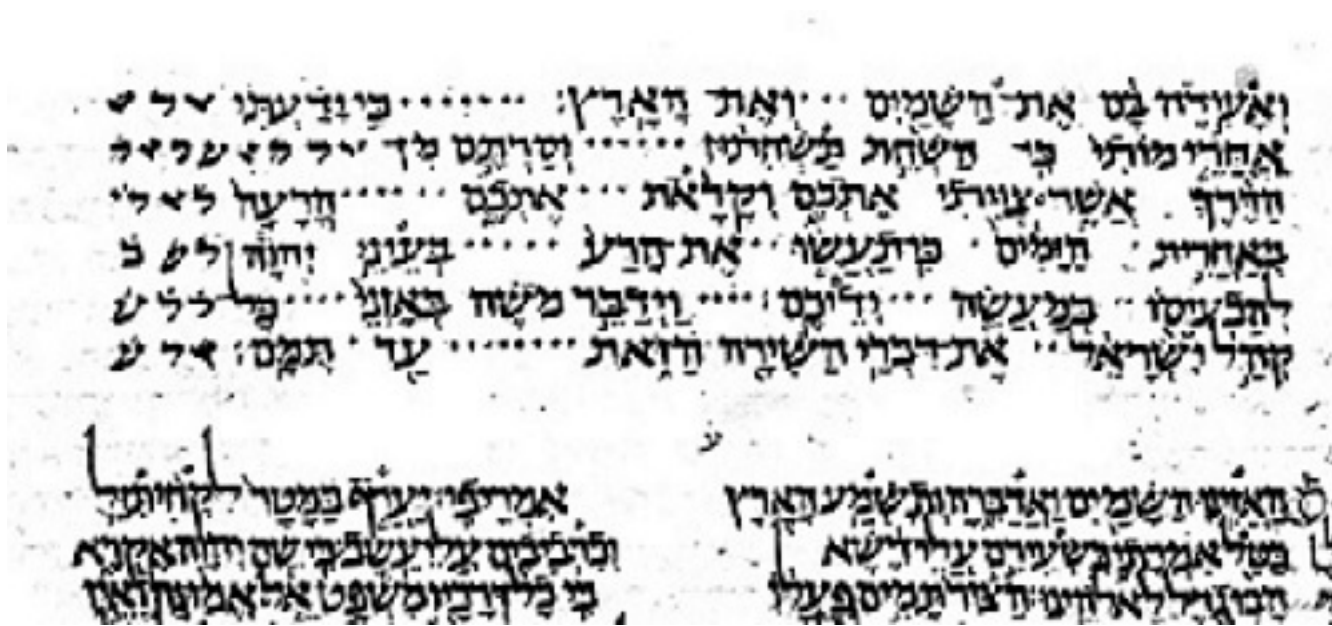 ואעידה בם את השמים ... ואת הארץ: ....... כי ידעתי
אחרי מותי כי השחת תשחתון ...... וסרתם מן
הדרך אשר צויתי אתכם וקראת ... אתכם ..... הרעה
באחרית הימים כי תעשו .. את הרע ..... בעיני יהוה
להכעיסו .. במעשה ... ידיכם: .... וידבר משה באזני .... כל
קהל ישראל .. את דברי השירה הזאת ........ עד תמם:
האזינו השמים ואדברה ותשמע הארץ אמרי פי: יערף כמטר לקחי תזל
כטל אמרתי כשעירם עלי דשא וכרביבים עלי עשב כי שם יהוה אקרא
הבו גדל לאלהינו: הצור תמים פעלו כי כל דרכיו משפט אל אמונה ואין